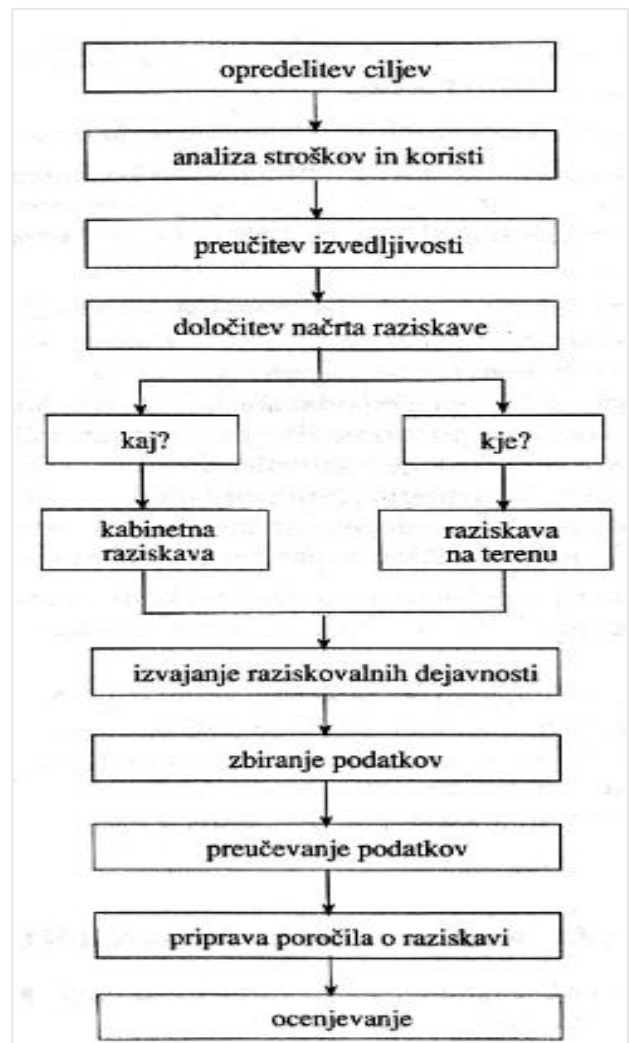 opredelitev ciljev
analiza stroškov in koristi
preučitev izvedljivosti
določitev načrta raziskave
kaj?
kje?
kabinetna
raziskava
raziskava
na terenu
izvajanje raziskovalnih dejavnosti
zbiranje podatkov
preučevanje podatkov
priprava poročila o raziskavi
ocenjevanje